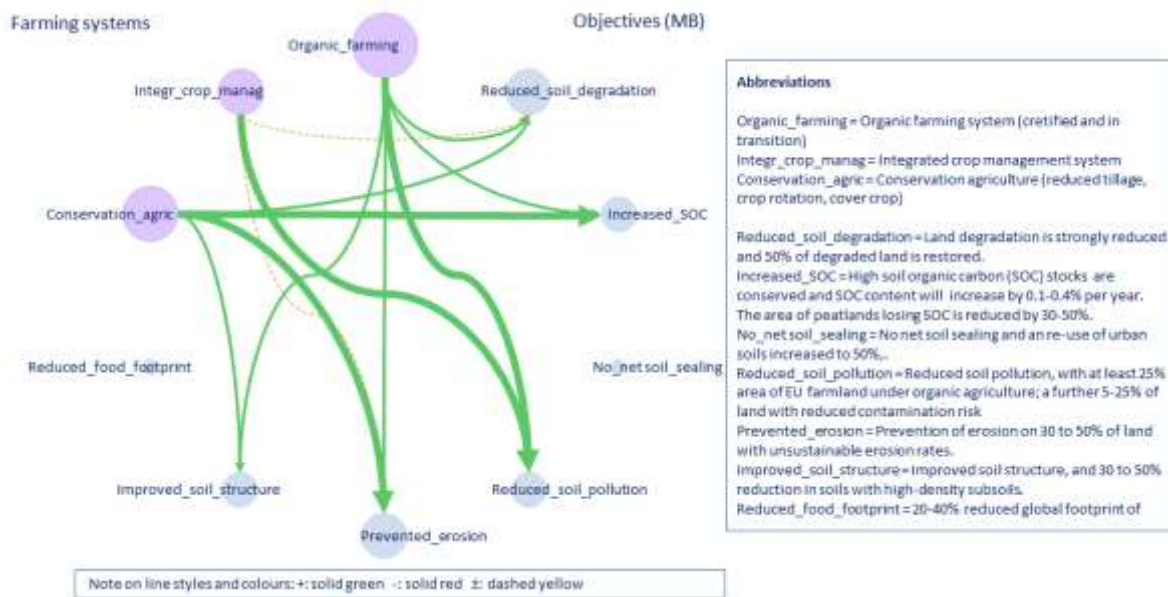 Farming systems
Objectives (MB)
Organic_farming
Integr_crop_manag
Reduced_soil_degradation
Conservation_agric
Increased_SOC
Reduced_food_footprint
No_net soil_sealing
Improved_soil_structure
Reduced_soil_pollution
Prevented_erosion
Note on line styles and colours: +: solid green -: solid red ±: dashed yellow
Abbreviations
Organic_farming = Organic farming system (cretified and in
transition)
Integr_crop_manag = Integrated crop management system
Conservation_agric = Conservation agriculture (reduced tillage,
crop rotation, cover crop)
Reduced_soil_degradation = Land degradation is strongly reduced
and 50% of degraded land is restored.
Increased_SOC = High soil organic carbon (SOC) stocks are
conserved and SOC content will increase by 0.1-0.4% per year.
The area of peatlands losing SOC is reduced by 30-50%.
No_net soil_sealing = No net soil sealing and an re-use of urban
soils increased to 50%,.
Reduced_soil_pollution = Reduced soil pollution, with at least 25%
area of EU farmland under organic agriculture; a further 5-25% of
land with reduced contamination risk
Prevented_erosion = Prevention of erosion on 30 to 50% of land
with unsustainable erosion rates.
Improved_soil_structure = Improved soil structure, and 30 to 50%
reduction in soils with high-density subsoils.
Reduced_food_footprint = 20-40% reduced global footprint of